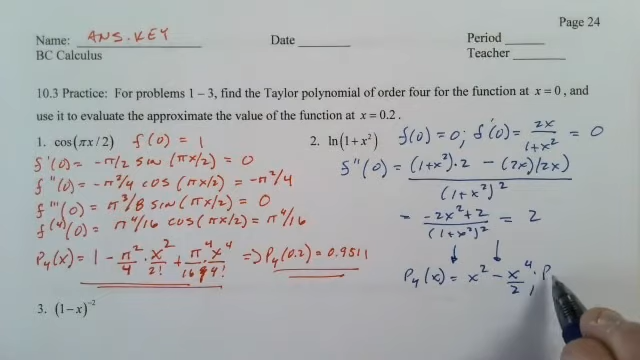 Page 24
Name: ANS. KEY Date Period
BC Calculus Teacher
10.3 Practice: For problems 1 – 3, find the Taylor polynomial of order four for the function at x = 0, and
use it to evaluate the approximate the value of the function at x = 0.2 .
1. cos(πx/2) f(0) = 1
f'(0) = -π/2 sin(πx/2) = 0
f''(0) = -π²/4 cos(πx/2) = -π²/4
f'''(0) = π³/8 sin(πx/2) = 0
f⁽⁴⁾(0) = π⁴/16 cos(πx/2) = π⁴/16
P₄(x) = 1 - π²/4 · x²/2! + π⁴/16 · x⁴/4! => P₄(0.2) = 0.9511
2. ln(1+x²) f(0) = 0; f'(0) = 2x/(1+x²) = 0
f''(0) = ((1+x²)·2 - (2x)(2x))/(1+x²)²
= (-2x²+2)/(1+x²)² = 2
P₄(x) = x² - x⁴/2 ; P
3. (1-x)⁻²